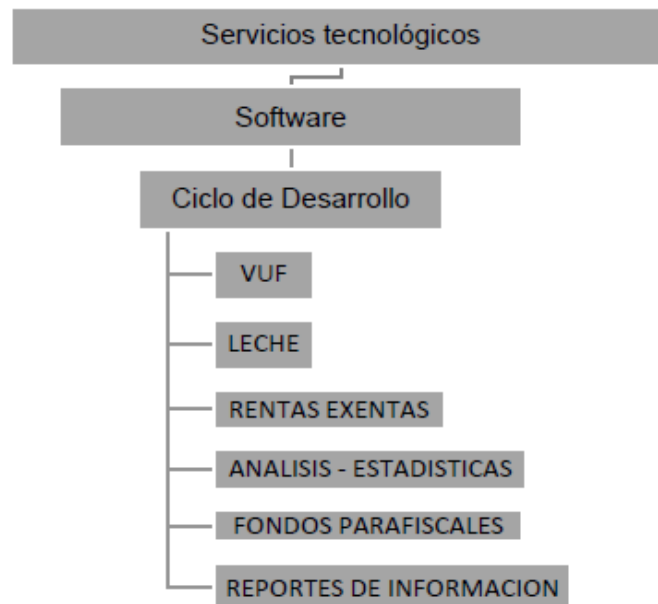 Servicios tecnológicos
Software
Ciclo de Desarrollo
VUF
LECHE
RENTAS EXENTAS
ANALISIS - ESTADISTICAS
FONDOS PARAFISCALES
REPORTES DE INFORMACION